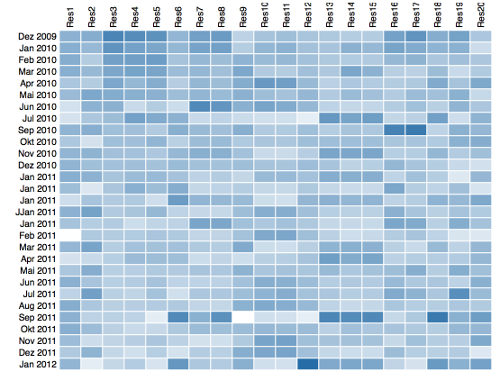 Res1 Res2 Res3 Res4 Res5 Res6 Res7 Res8 Res9 Res10 Res11 Res12 Res13 Res14 Res15 Res16 Res17 Res18 Res19 Res20
Dez 2009
Jan 2010
Feb 2010
Mar 2010
Apr 2010
Mai 2010
Jun 2010
Jul 2010
Sep 2010
Okt 2010
Nov 2010
Dez 2010
Jan 2011
Jan 2011
Jan 2011
JJan 2011
Jan 2011
Feb 2011
Mar 2011
Apr 2011
Mai 2011
Jun 2011
Jul 2011
Aug 2011
Sep 2011
Okt 2011
Nov 2011
Dez 2011
Jan 2012